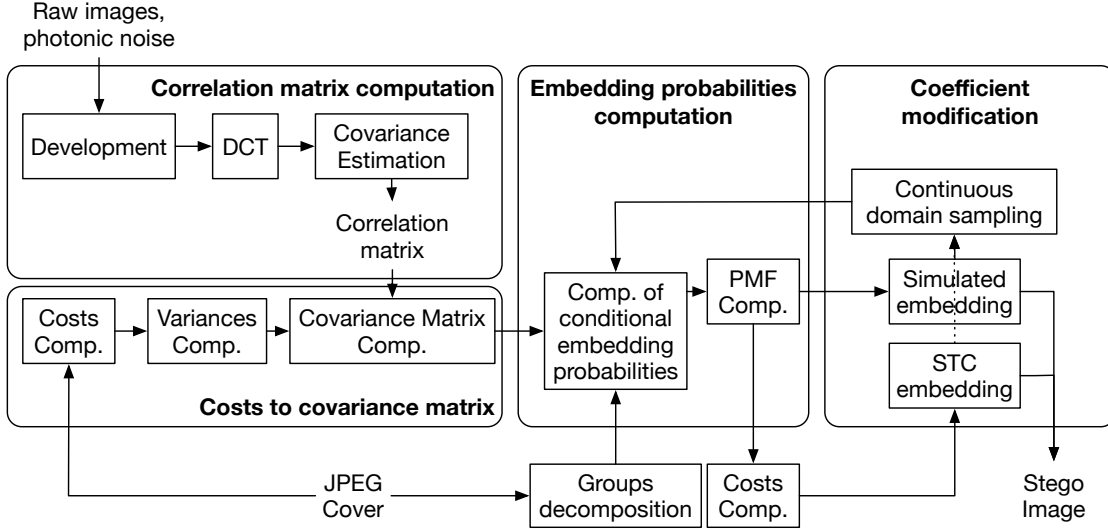 Raw images,
photonic noise
Correlation matrix computation
Development
DCT
Covariance
Estimation
Correlation
matrix
Costs
Comp.
Variances
Comp.
Covariance Matrix
Comp.
Costs to covariance matrix
Embedding probabilities
computation
Comp. of
conditional
embedding
probabilities
PMF
Comp.
Coefficient
modification
Continuous
domain sampling
Simulated
embedding
STC
embedding
JPEG
Cover
Groups
decomposition
Costs
Comp.
Stego
Image